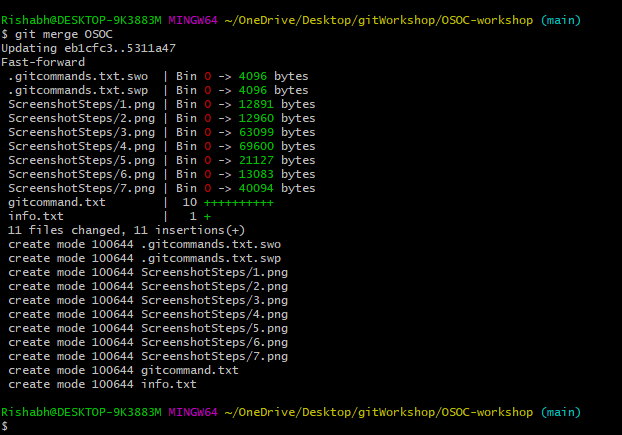 Rishabh@DESKTOP-9K3883M MINGW64 ~/OneDrive/Desktop/gitWorkshop/OSOC-workshop (main)
$ git merge OSOC
Updating eb1cfc3..5311a47
Fast-forward
 .gitcommands.txt.swo  | Bin 0 -> 4096 bytes
 .gitcommands.txt.swp  | Bin 0 -> 4096 bytes
 ScreenshotSteps/1.png | Bin 0 -> 12891 bytes
 ScreenshotSteps/2.png | Bin 0 -> 12960 bytes
 ScreenshotSteps/3.png | Bin 0 -> 63099 bytes
 ScreenshotSteps/4.png | Bin 0 -> 69600 bytes
 ScreenshotSteps/5.png | Bin 0 -> 21127 bytes
 ScreenshotSteps/6.png | Bin 0 -> 13083 bytes
 ScreenshotSteps/7.png | Bin 0 -> 40094 bytes
 gitcommand.txt        |  10 ++++++++++
 info.txt              |   1 +
 11 files changed, 11 insertions(+)
 create mode 100644 .gitcommands.txt.swo
 create mode 100644 .gitcommands.txt.swp
 create mode 100644 ScreenshotSteps/1.png
 create mode 100644 ScreenshotSteps/2.png
 create mode 100644 ScreenshotSteps/3.png
 create mode 100644 ScreenshotSteps/4.png
 create mode 100644 ScreenshotSteps/5.png
 create mode 100644 ScreenshotSteps/6.png
 create mode 100644 ScreenshotSteps/7.png
 create mode 100644 gitcommand.txt
 create mode 100644 info.txt
Rishabh@DESKTOP-9K3883M MINGW64 ~/OneDrive/Desktop/gitWorkshop/OSOC-workshop (main)
$